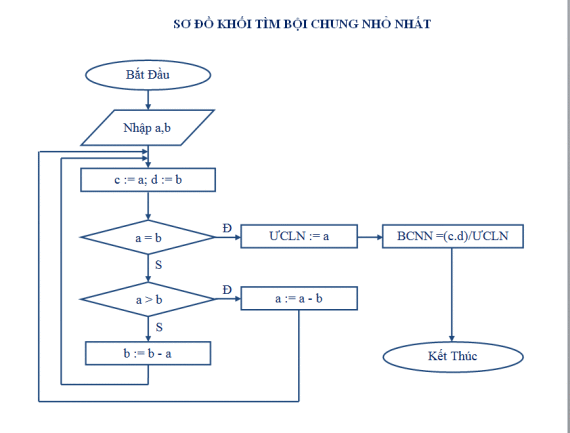 SƠ ĐỒ KHỐI TÌM BỘI CHUNG NHỎ NHẤT
Bắt Đầu
Nhập a,b
c := a; d := b
a = b
Đ
ƯCLN := a
BCNN =(c.d)/ƯCLN
S
a > b
Đ
a := a - b
S
b := b - a
Kết Thúc